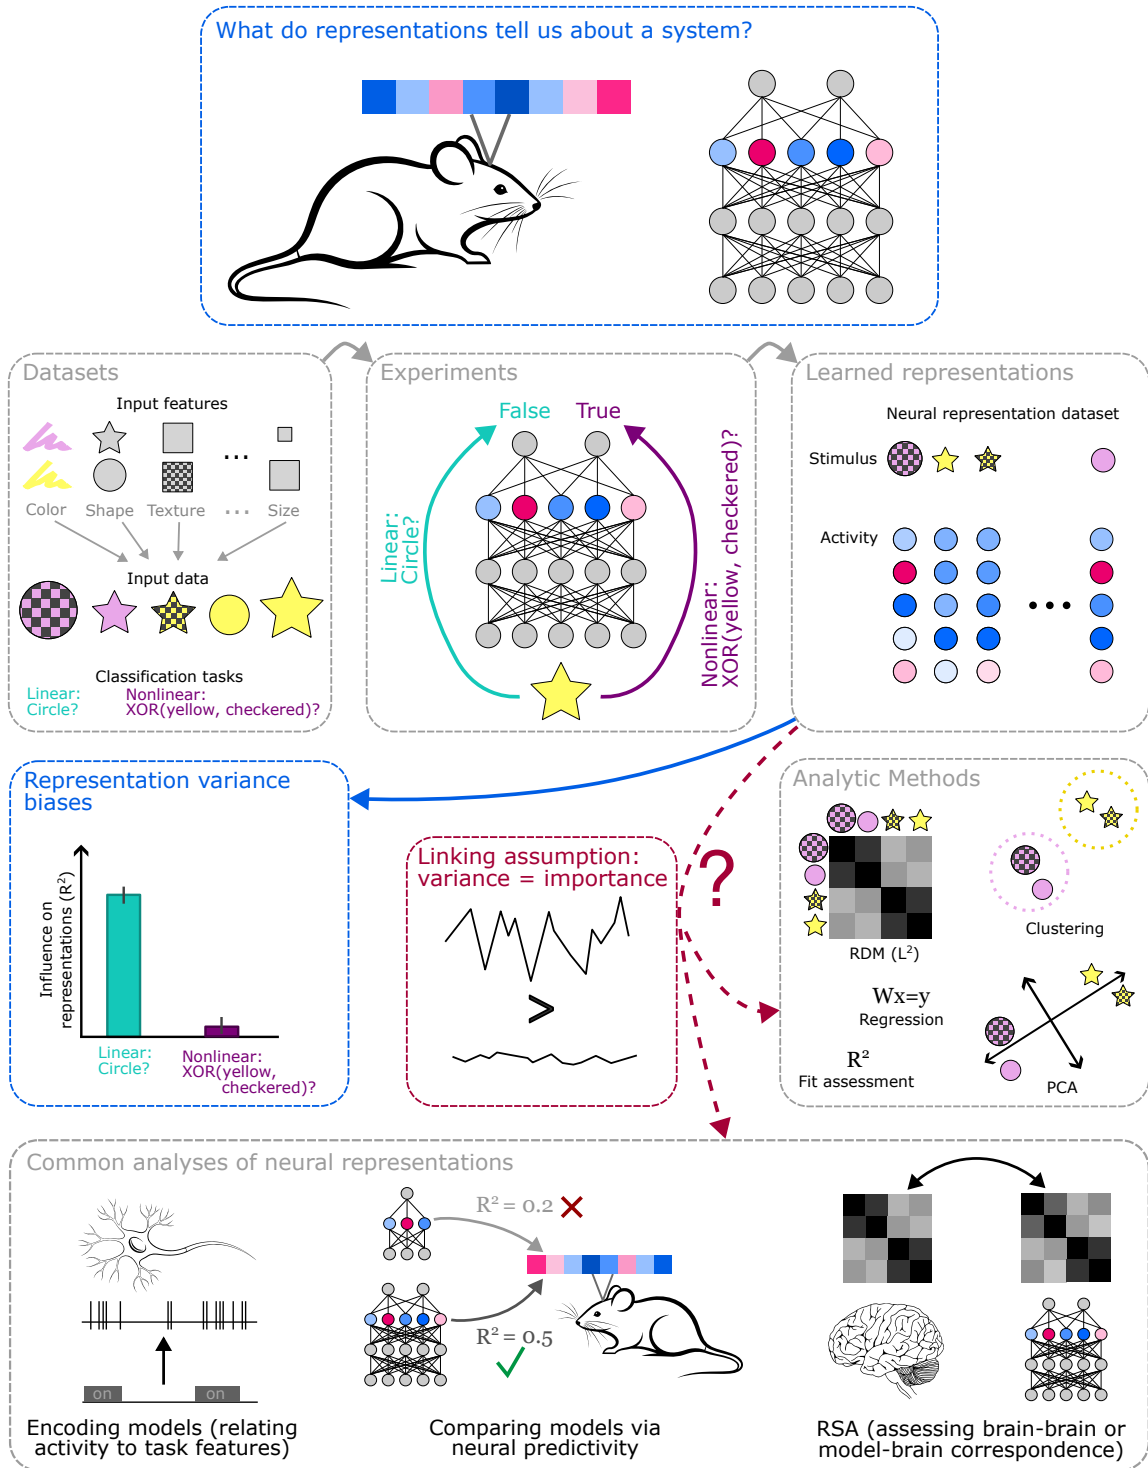 What do representations tell us about a system?
Datasets
Input features
...
Color
Shape
Texture
...
Size
Input data
Classification tasks
Linear:
Circle?
Nonlinear:
XOR(yellow, checkered)?
Experiments
False
True
Linear:
Circle?
Nonlinear:
XOR(yellow, checkered)?
Learned representations
Neural representation dataset
Stimulus
Activity
...
Representation variance
biases
Influence on
representations (R²)
Linear:
Circle?
Nonlinear:
XOR(yellow,
checkered)?
Linking assumption:
variance = importance
>
?
Analytic Methods
RDM (L²)
Clustering
Wx=y
Regression
R²
Fit assessment
PCA
Common analyses of neural representations
on
on
Encoding models (relating
activity to task features)
R² = 0.2
R² = 0.5
Comparing models via
neural predictivity
RSA (assessing brain-brain or
model-brain correspondence)